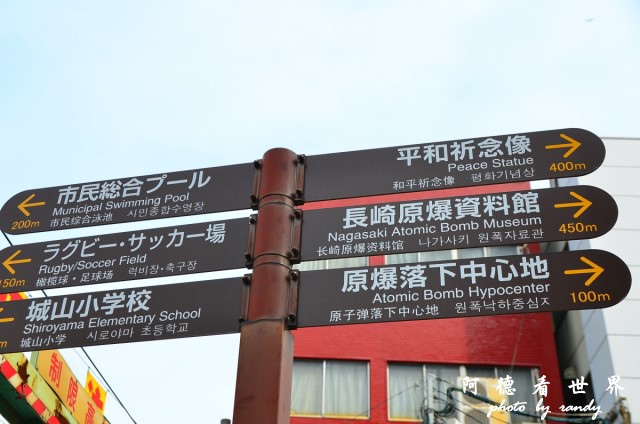 市民総合プール
Municipal Swimming Pool
市民综合泳池 시민종합수영장
200m
ラグビー・サッカー場
Rugby/Soccer Field
橄榄球・足球场 럭비장·축구장
150m
城山小学校
Shiroyama Elementary School
城山小学 시로야마 초등학교
平和祈念像
Peace Statue
和平祈念像 평화기념상
400m
長崎原爆資料館
Nagasaki Atomic Bomb Museum
长崎原爆资料馆 나가사키 원폭자료관
450m
原爆落下中心地
Atomic Bomb Hypocenter
原子弹落下中心地 원폭낙하중심지
100m
制限高
阿德看世界
photo by randy